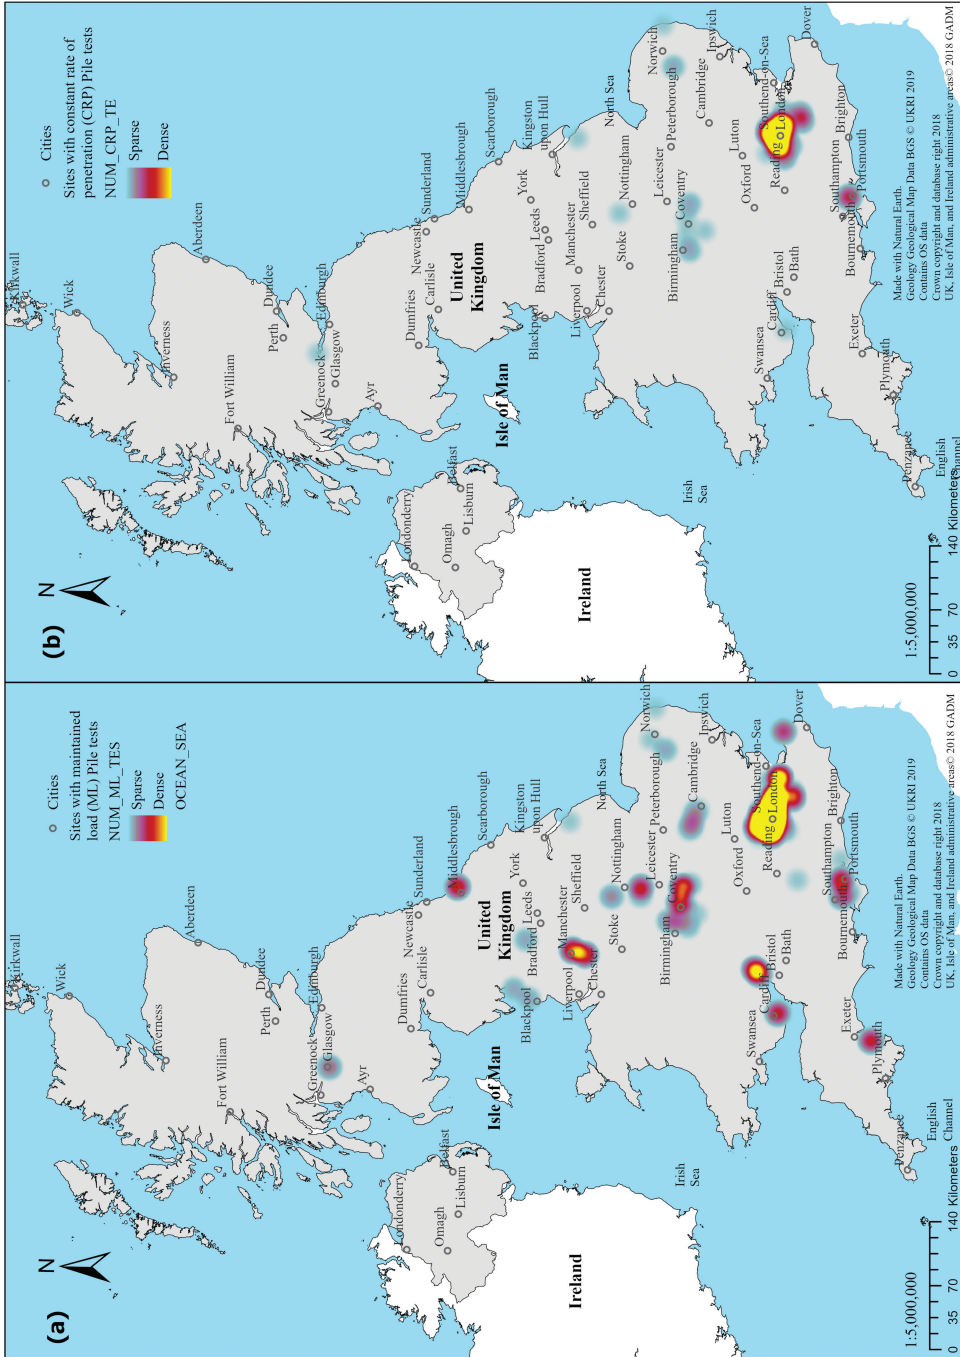 (a)
N
Cities
Sites with maintained
load (ML) Pile tests
NUM_ML_TES
Sparse
Dense
OCEAN_SEA
Kirkwall
Wick
Inverness
Aberdeen
Fort William
Dundee
Perth
Edinburgh
Greenock
Glasgow
Ayr
Newcastle
Sunderland
Dumfries
Carlisle
Middlesbrough
Londonderry
Omagh
Belfast
Lisburn
United
Kingdom
Isle of Man
Scarborough
York
Kingston
upon Hull
Blackpool
Bradford
Leeds
Manchester
Liverpool
Sheffield
Chester
North Sea
Ireland
Irish
Sea
Stoke
Nottingham
Leicester
Peterborough
Norwich
Birmingham
Coventry
Cambridge
Ipswich
Luton
Oxford
Southend-on-Sea
Swansea
Cardiff
Bristol
Bath
Reading
London
Dover
Southampton
Brighton
Bournemouth
Portsmouth
Exeter
Plymouth
Penzance
English
Channel
1:5,000,000
0 35 70 140 Kilometers
Made with Natural Earth.
Geology Geological Map Data BGS © UKRI 2019
Contains OS data
Crown copyright and database right 2018
UK, Isle of Man, and Ireland administrative areas© 2018 GADM
(b)
N
Cities
Sites with constant rate of
penetration (CRP) Pile tests
NUM_CRP_TE
Sparse
Dense
Kirkwall
Wick
Inverness
Aberdeen
Fort William
Dundee
Perth
Edinburgh
Greenock
Glasgow
Ayr
Newcastle
Sunderland
Dumfries
Carlisle
Middlesbrough
Londonderry
Omagh
Belfast
Lisburn
United
Kingdom
Isle of Man
Scarborough
York
Kingston
upon Hull
Blackpool
Bradford
Leeds
Manchester
Liverpool
Sheffield
Chester
North Sea
Ireland
Irish
Sea
Stoke
Nottingham
Leicester
Peterborough
Norwich
Birmingham
Coventry
Cambridge
Ipswich
Luton
Oxford
Southend-on-Sea
Swansea
Cardiff
Bristol
Bath
Reading
London
Dover
Southampton
Brighton
Bournemouth
Portsmouth
Exeter
Plymouth
Penzance
English
Channel
1:5,000,000
0 35 70 140 Kilometers
Made with Natural Earth.
Geology Geological Map Data BGS © UKRI 2019
Contains OS data
Crown copyright and database right 2018
UK, Isle of Man, and Ireland administrative areas© 2018 GADM